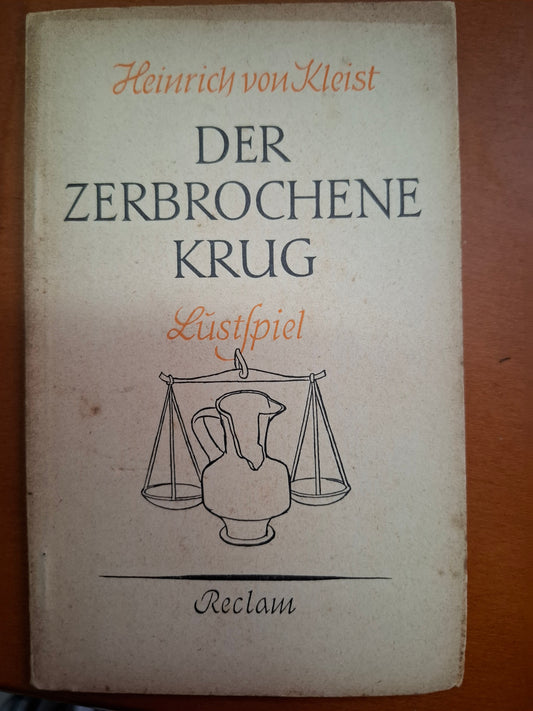 Heinrich von Kleist
DER
ZERBROCHENE
KRUG
Luſtſpiel
Reclam